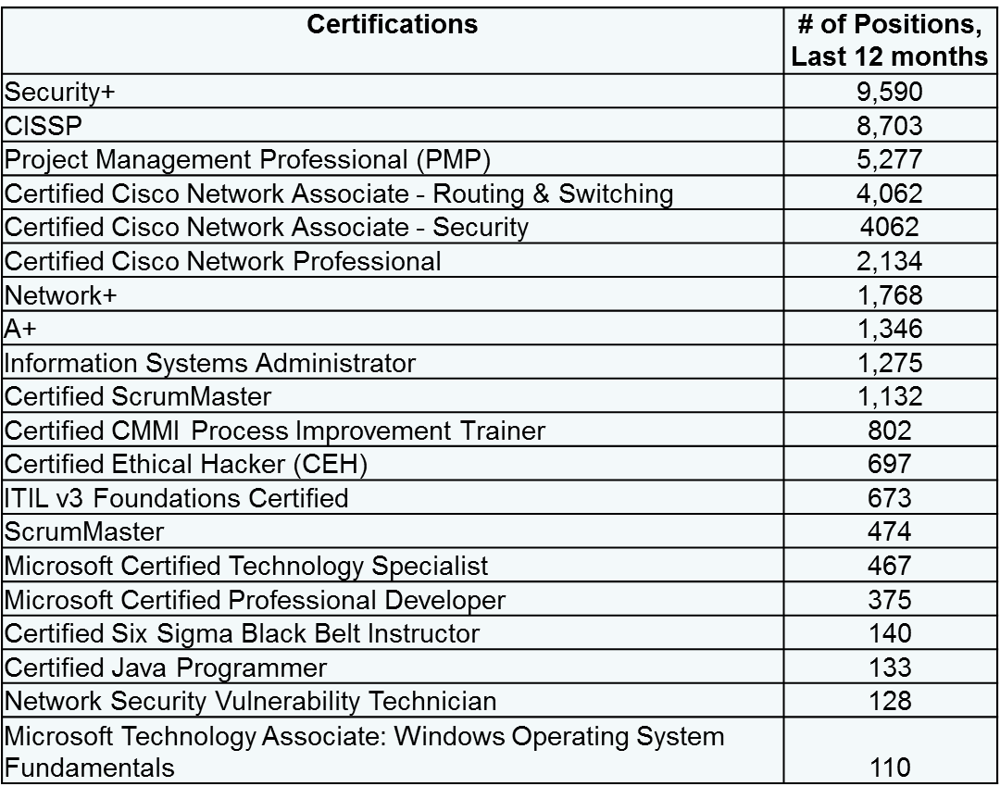 Certifications
# of Positions,
Last 12 months
Security+ 9,590
CISSP 8,703
Project Management Professional (PMP) 5,277
Certified Cisco Network Associate - Routing & Switching 4,062
Certified Cisco Network Associate - Security 4062
Certified Cisco Network Professional 2,134
Network+ 1,768
A+ 1,346
Information Systems Administrator 1,275
Certified ScrumMaster 1,132
Certified CMMI Process Improvement Trainer 802
Certified Ethical Hacker (CEH) 697
ITIL v3 Foundations Certified 673
ScrumMaster 474
Microsoft Certified Technology Specialist 467
Microsoft Certified Professional Developer 375
Certified Six Sigma Black Belt Instructor 140
Certified Java Programmer 133
Network Security Vulnerability Technician 128
Microsoft Technology Associate: Windows Operating System
Fundamentals 110